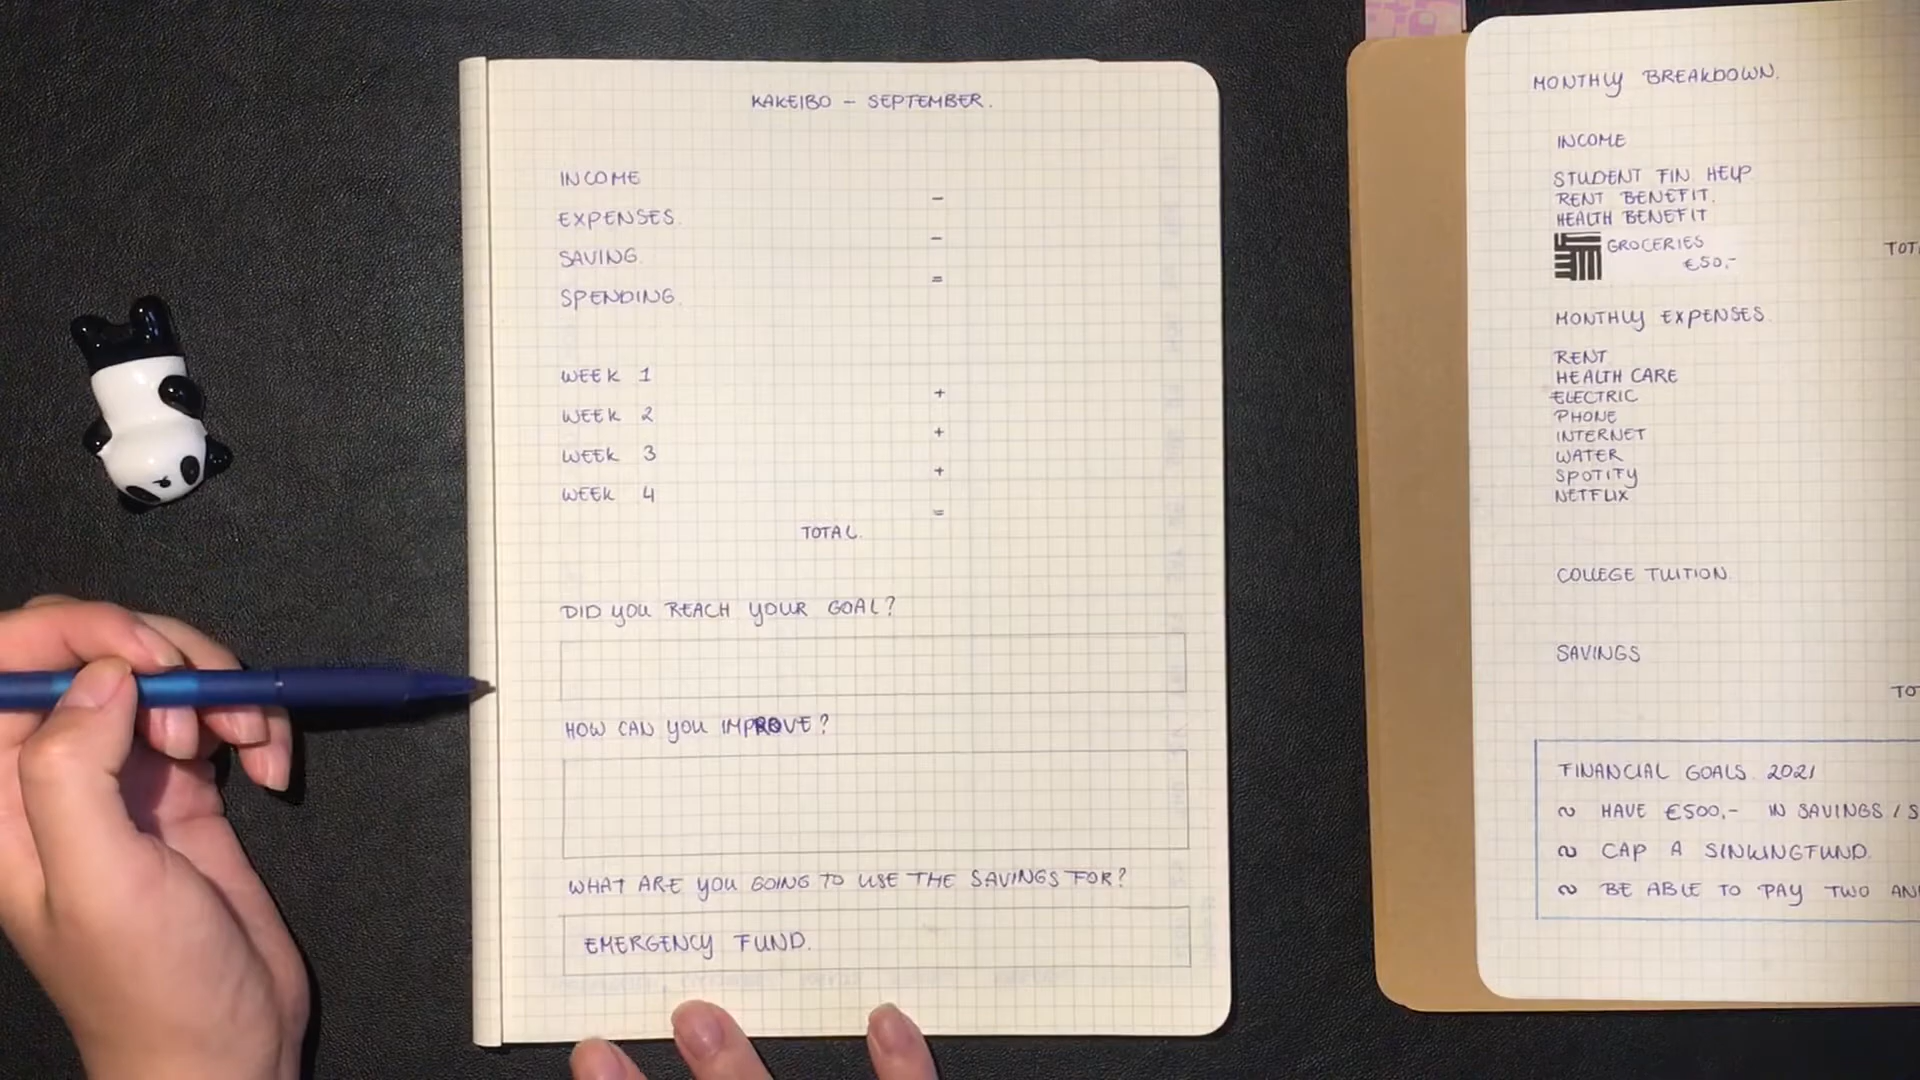 KAKEIBO - SEPTEMBER.
INCOME
-
EXPENSES.
-
SAVING.
=
SPENDING.
WEEK 1
+
WEEK 2
+
WEEK 3
+
WEEK 4
=
TOTAL.
DID YOU REACH YOUR GOAL?
HOW CAN YOU IMPROVE?
WHAT ARE YOU GOING TO USE THE SAVINGS FOR?
EMERGENCY FUND.
MONTHLY BREAKDOWN.
INCOME
STUDENT FIN HELP
RENT BENEFIT.
HEALTH BENEFIT
GROCERIES
€50,-
MONTHLY EXPENSES.
RENT
HEALTH CARE
ELECTRIC
PHONE
INTERNET
WATER
SPOTIFY
NETFLIX
COLLEGE TUITION
SAVINGS
FINANCIAL GOALS 2021
~ HAVE €500,- IN SAVINGS /
~ CAP A SINKINGFUND.
~ BE ABLE TO PAY TWO